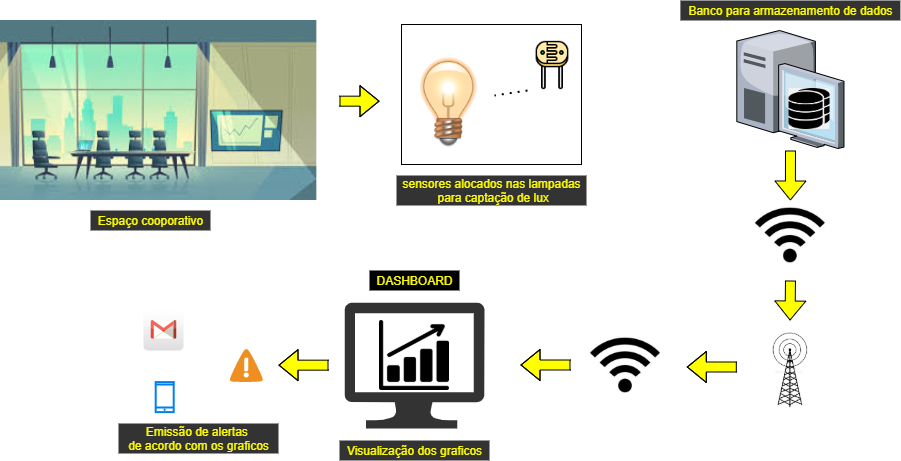 Banco para armazenamento de dados
sensores alocados nas lampadas
para captação de lux
Espaço cooporativo
DASHBOARD
Visualização dos graficos
Emissão de alertas
de acordo com os graficos